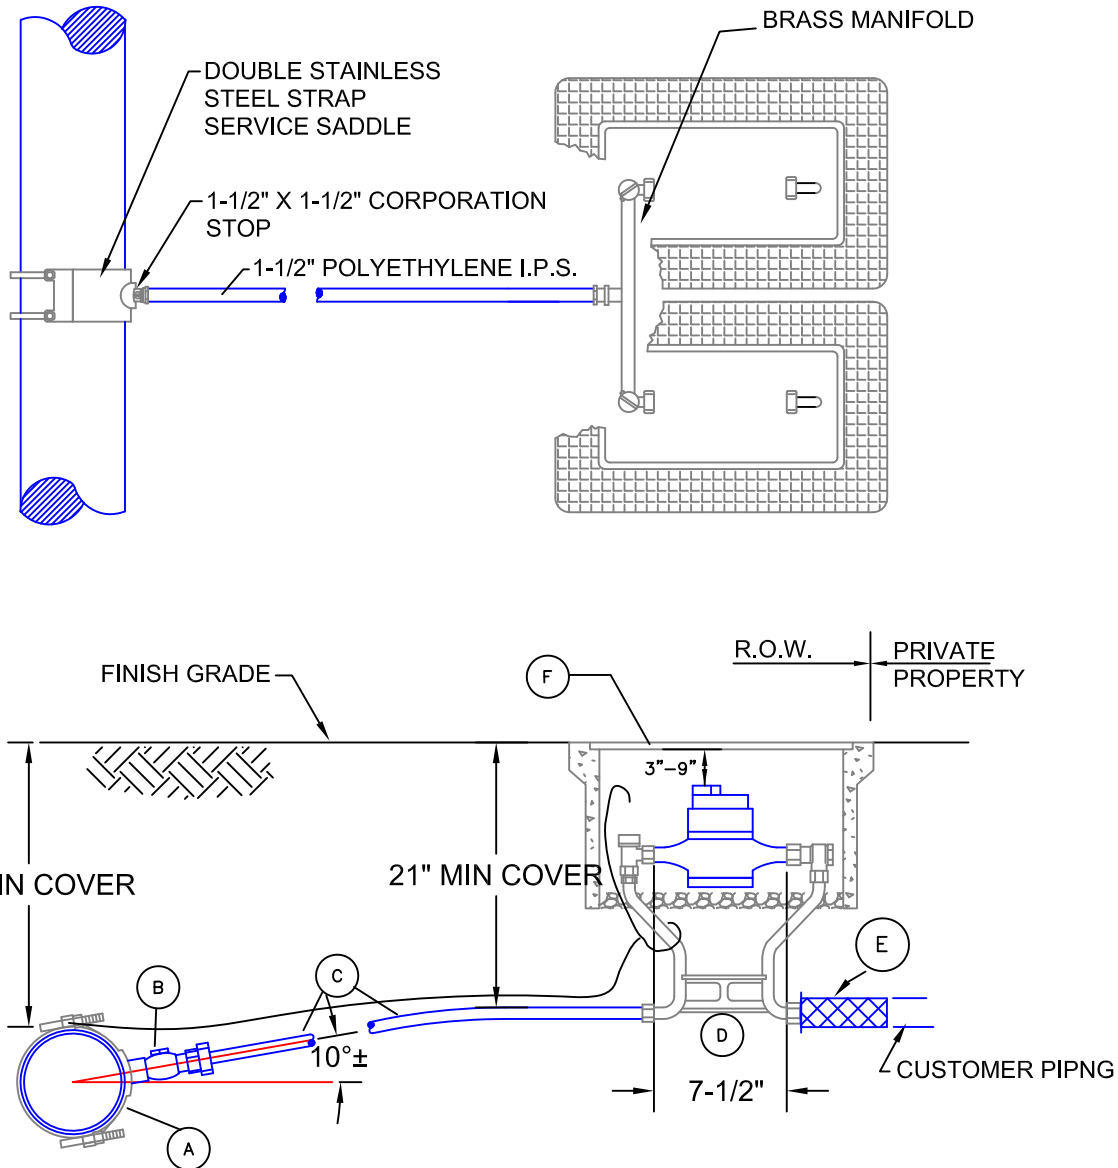 BRASS MANIFOLD
DOUBLE STAINLESS
STEEL STRAP
SERVICE SADDLE
1-1/2" X 1-1/2" CORPORATION
STOP
1-1/2" POLYETHYLENE I.P.S.
R.O.W.
PRIVATE
PROPERTY
FINISH GRADE
F
3"-9"
IN COVER
21" MIN COVER
E
B
C
D
10°±
7-1/2"
CUSTOMER PIPNG
A